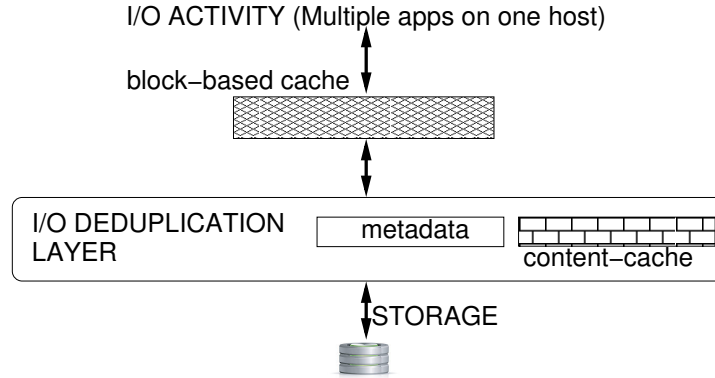 I/O ACTIVITY (Multiple apps on one host)
block−based cache
I/O DEDUPLICATION
LAYER
metadata
content−cache
STORAGE